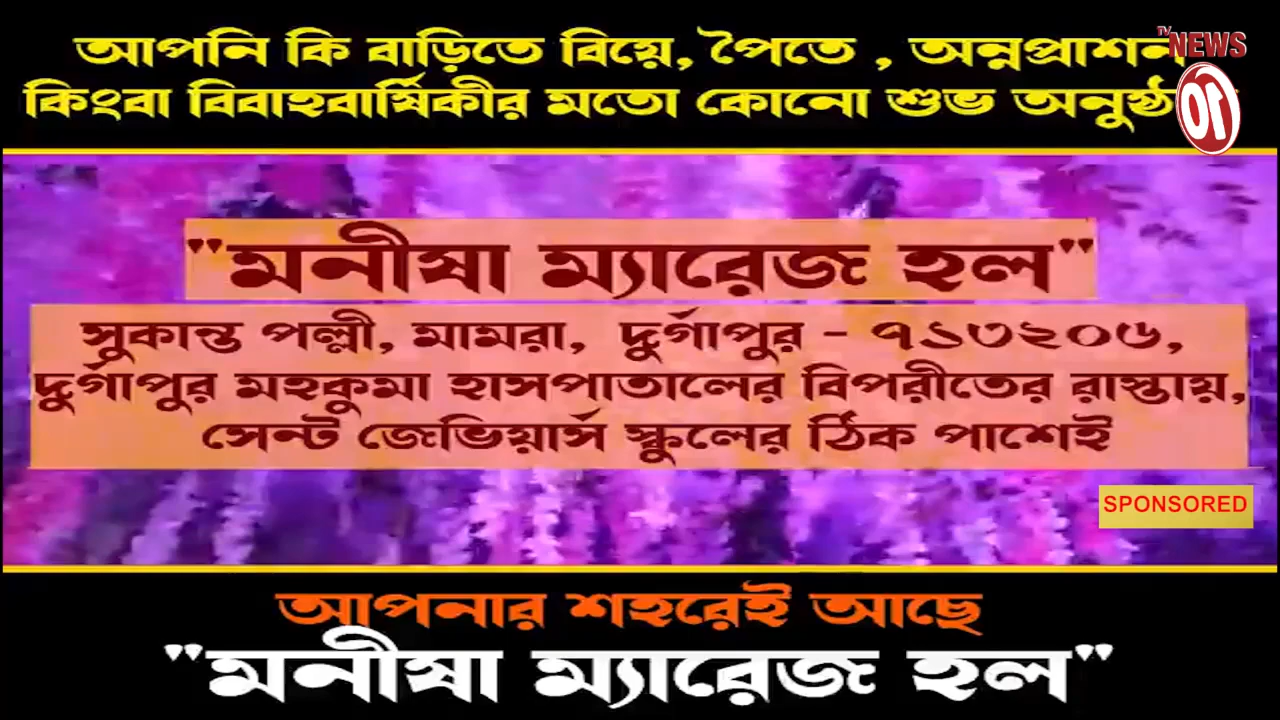 আপনি কি বাড়িতে বিয়ে, পৈতে , অন্নপ্রাশন
কিংবা বিবাহবার্ষিকীর মতো কোনো শুভ
TV NEWS
"মনীষা ম্যারেজ হল"
সুকান্ত পল্লী, মামরা, দুর্গাপুর - ৭১৩২০৬,
দুর্গাপুর মহকুমা হাসপাতালের বিপরীতের রাস্তায়,
সেন্ট জেভিয়ার্স স্কুলের ঠিক পাশেই
SPONSORED
আপনার শহরেই আছে
"মনীষা ম্যারেজ হল"